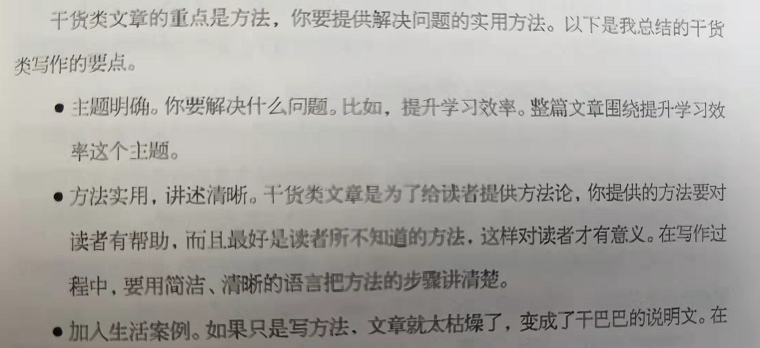 干货类文章的重点是方法，你要提供解决问题的实用方法。以下是我总结的干货
类写作的要点。
●主题明确。你要解决什么问题。比如，提升学习效率。整篇文章围绕提升学习效
率这个主题。
●方法实用，讲述清晰。干货类文章是为了给读者提供方法论，你提供的方法要对
读者有帮助，而且最好是读者所不知道的方法，这样对读者才有意义。在写作过
程中，要用简洁、清晰的语言把方法的步骤讲清楚。
●加入生活案例。如果只是写方法，文章就太枯燥了，变成了干巴巴的说明文。在